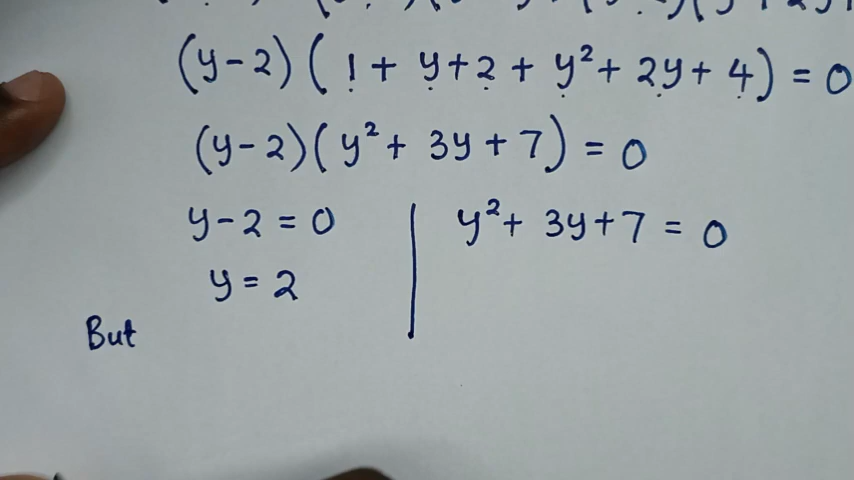 (y-2)(1+y+2+y²+2y+4)=0
(y-2)(y²+3y+7)=0
y-2=0 | y²+3y+7=0
y=2
But